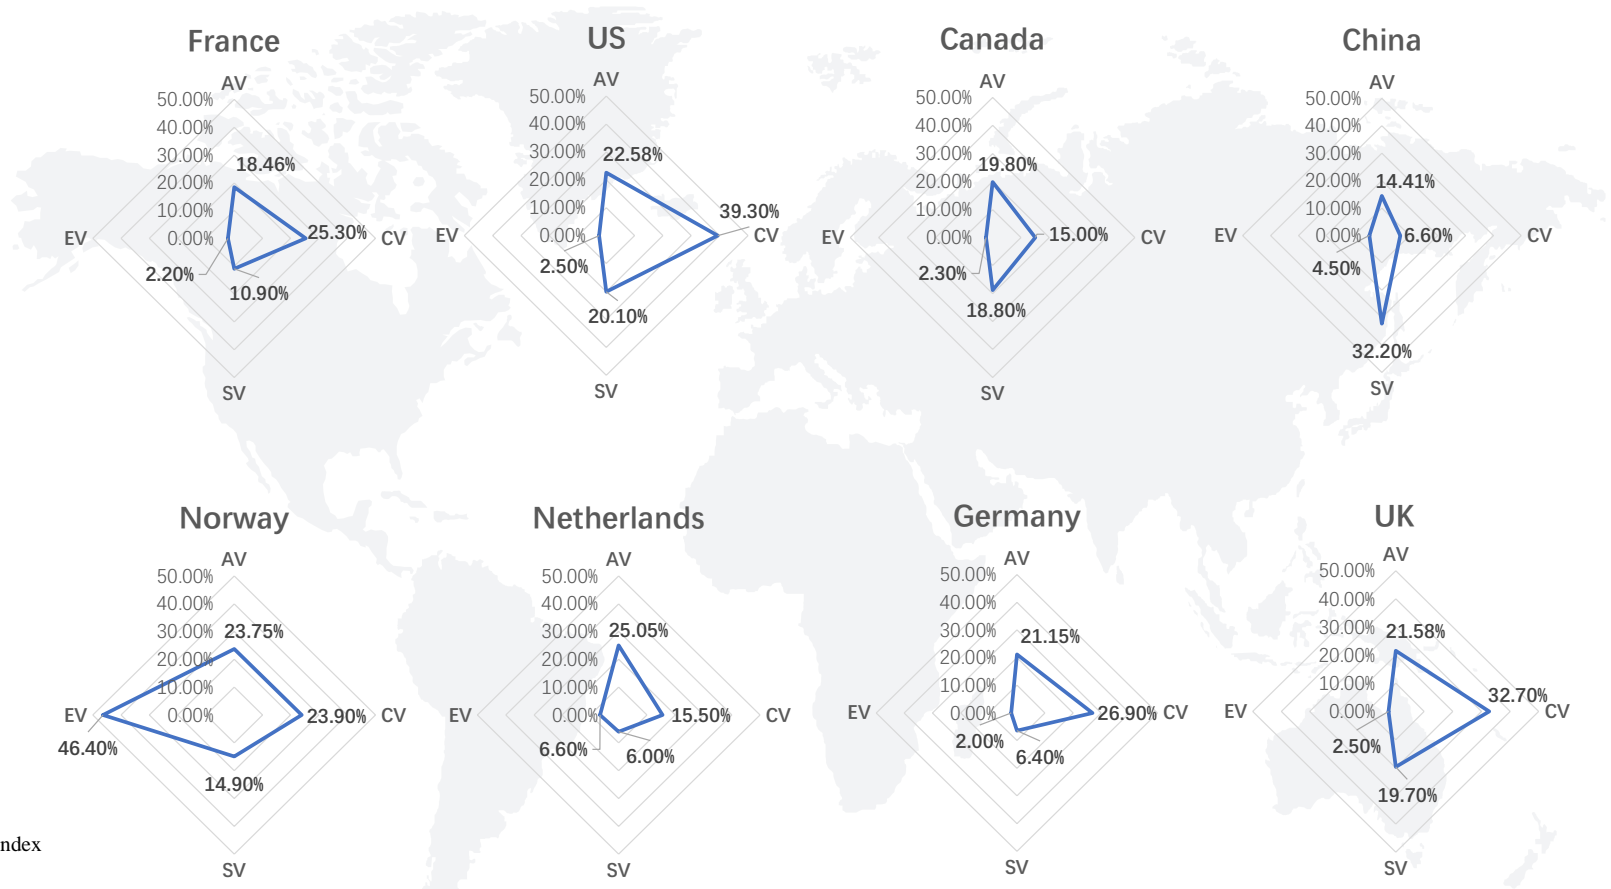 France
AV
50.00%
40.00%
30.00%
20.00%
10.00%
0.00%
18.46%
25.30%
10.90%
2.20%
EV
CV
SV
US
AV
50.00%
40.00%
30.00%
20.00%
10.00%
0.00%
22.58%
39.30%
20.10%
2.50%
EV
CV
SV
Canada
AV
50.00%
40.00%
30.00%
20.00%
10.00%
0.00%
19.80%
15.00%
18.80%
2.30%
EV
CV
SV
China
AV
50.00%
40.00%
30.00%
20.00%
10.00%
0.00%
14.41%
6.60%
32.20%
4.50%
EV
CV
SV
Norway
AV
50.00%
40.00%
30.00%
20.00%
10.00%
0.00%
23.75%
23.90%
14.90%
46.40%
EV
CV
SV
Netherlands
AV
50.00%
40.00%
30.00%
20.00%
10.00%
0.00%
25.05%
15.50%
6.00%
6.60%
EV
CV
SV
Germany
AV
50.00%
40.00%
30.00%
20.00%
10.00%
0.00%
21.15%
26.90%
6.40%
2.00%
EV
CV
SV
UK
AV
50.00%
40.00%
30.00%
20.00%
10.00%
0.00%
21.58%
32.70%
19.70%
2.50%
EV
CV
SV
ndex